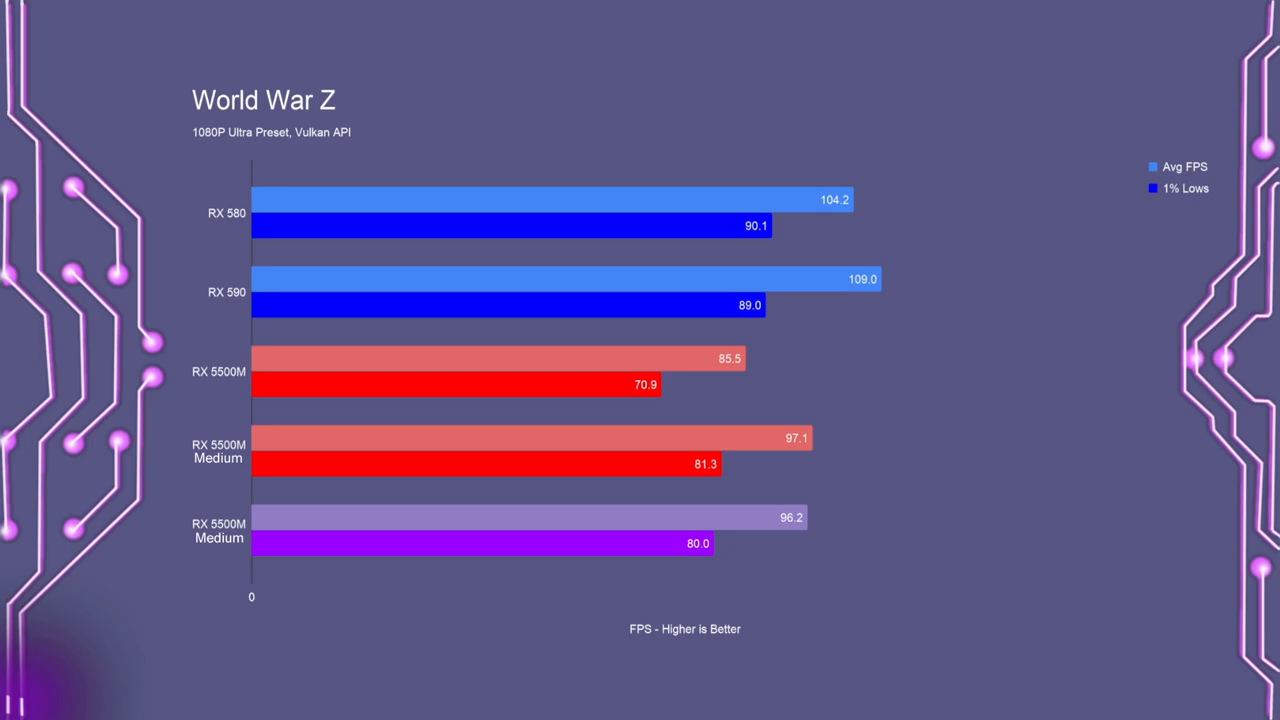 World War Z
1080P Ultra Preset, Vulkan API
Avg FPS
1% Lows
RX 580
104.2
90.1
RX 590
109.0
89.0
RX 5500M
85.5
70.9
RX 5500M
Medium
97.1
81.3
RX 5500M
Medium
96.2
80.0
0
FPS - Higher is Better